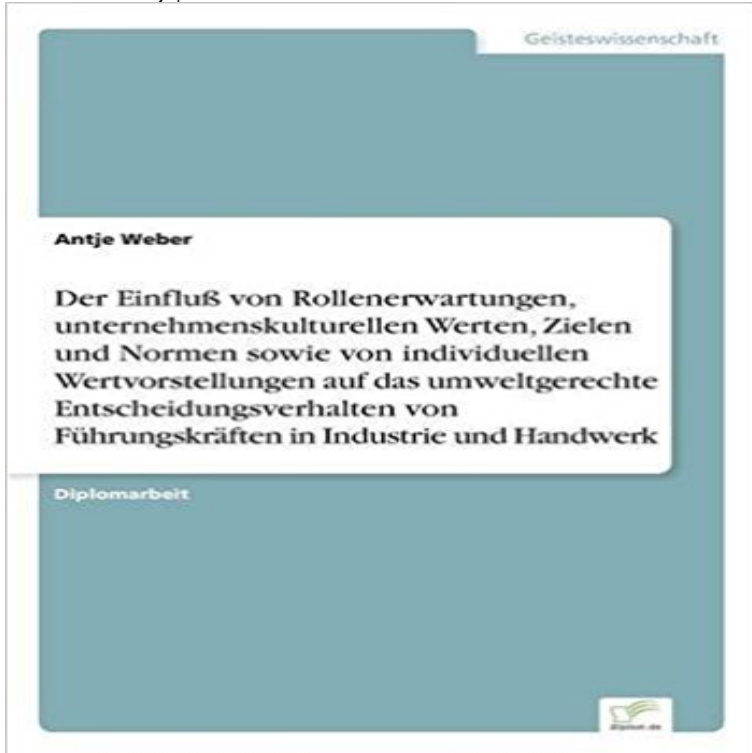 Geisteswissenschaft
Antje Weber
Der Einfluß von Rollenerwartungen,
unternehmenskulturellen Werten, Zielen
und Normen sowie von individuellen
Wertvorstellungen auf das umweltgerechte
Entscheidungsverhalten von
Führungskräften in Industrie und Handwerk
Diplomarbeit